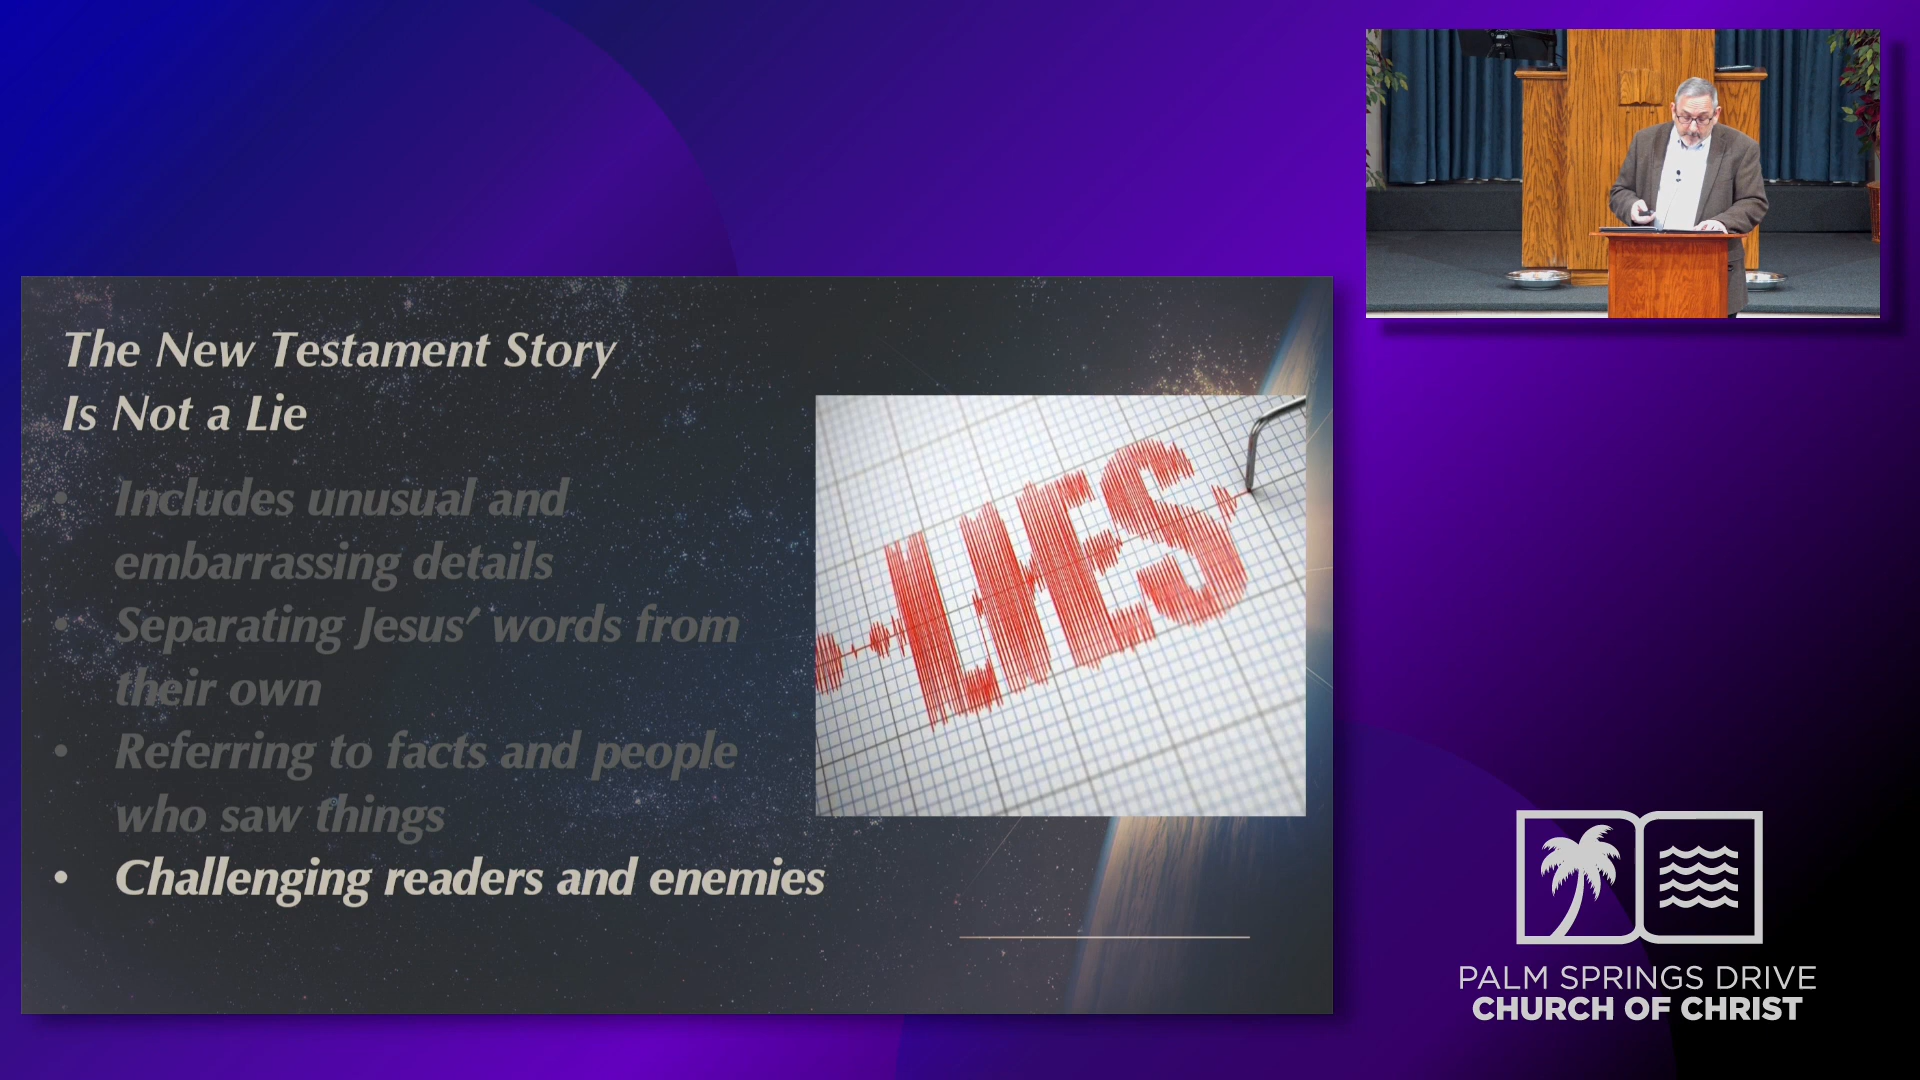 The New Testament Story
Is Not a Lie
• Includes unusual and
embarrassing details
• Separating Jesus’ words from
their own
• Referring to facts and people
who saw things
• Challenging readers and enemies
LIES
PALM SPRINGS DRIVE
CHURCH OF CHRIST